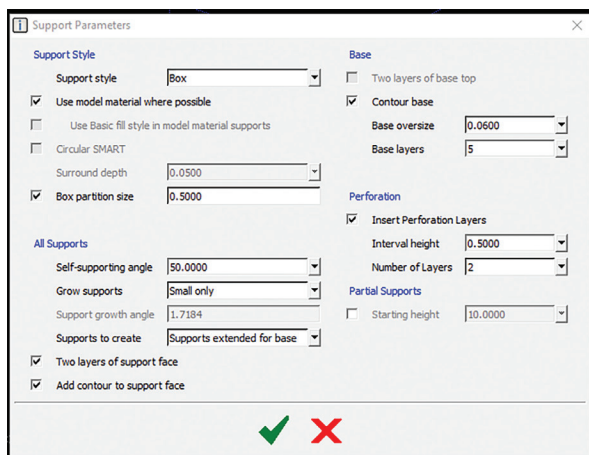 Support Parameters
Support Style
Support style Box
Use model material where possible
Use Basic fill style in model material supports
Circular SMART
Surround depth 0.0500
Box partition size 0.5000
All Supports
Self-supporting angle 50.0000
Grow supports Small only
Support growth angle 1.7184
Supports to create Supports extended for base
Two layers of support face
Add contour to support face
Base
Two layers of base top
Contour base
Base oversize 0.0600
Base layers 5
Perforation
Insert Perforation Layers
Interval height 0.5000
Number of Layers 2
Partial Supports
Starting height 10.0000